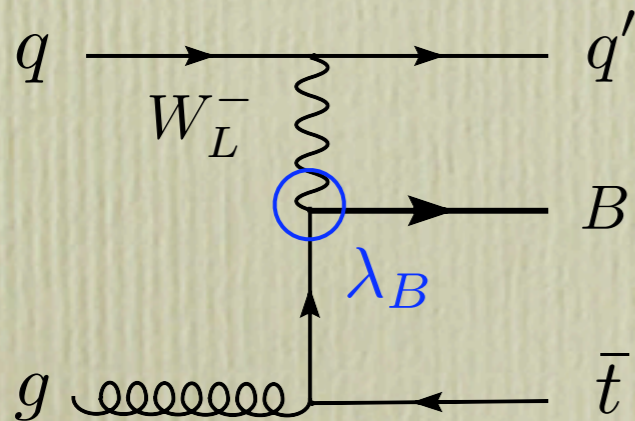 q q′
W_L^-
B
λ_B
g t̄